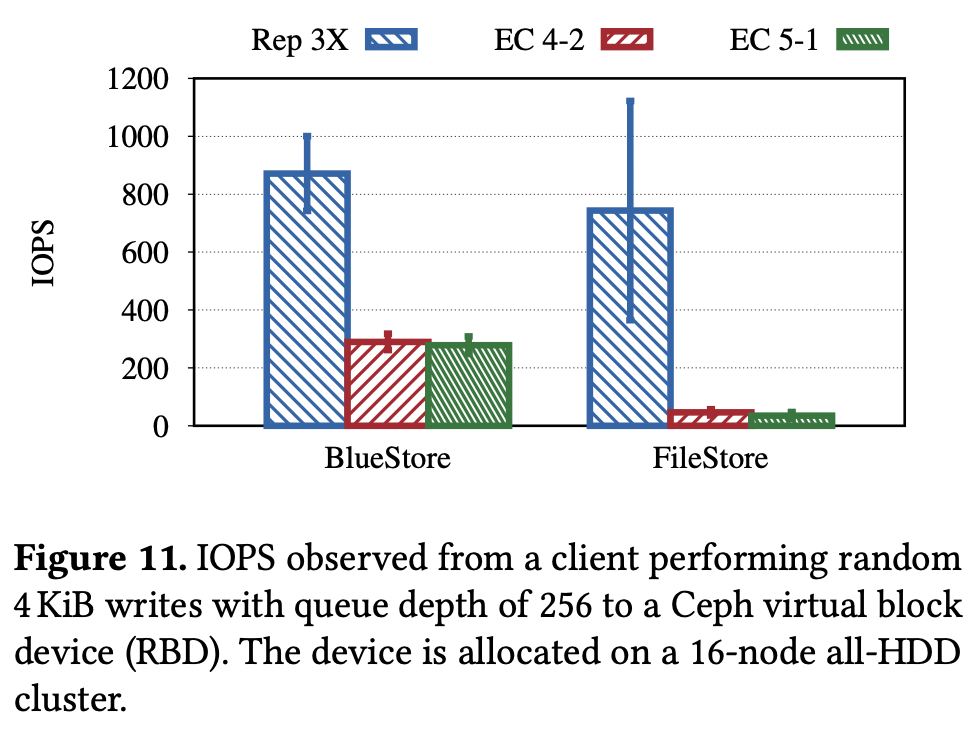 Rep 3X EC 4-2 EC 5-1
1200
1000
800
600
400
200
0
IOPS
BlueStore FileStore
Figure 11. IOPS observed from a client performing random
4 KiB writes with queue depth of 256 to a Ceph virtual block
device (RBD). The device is allocated on a 16-node all-HDD
cluster.